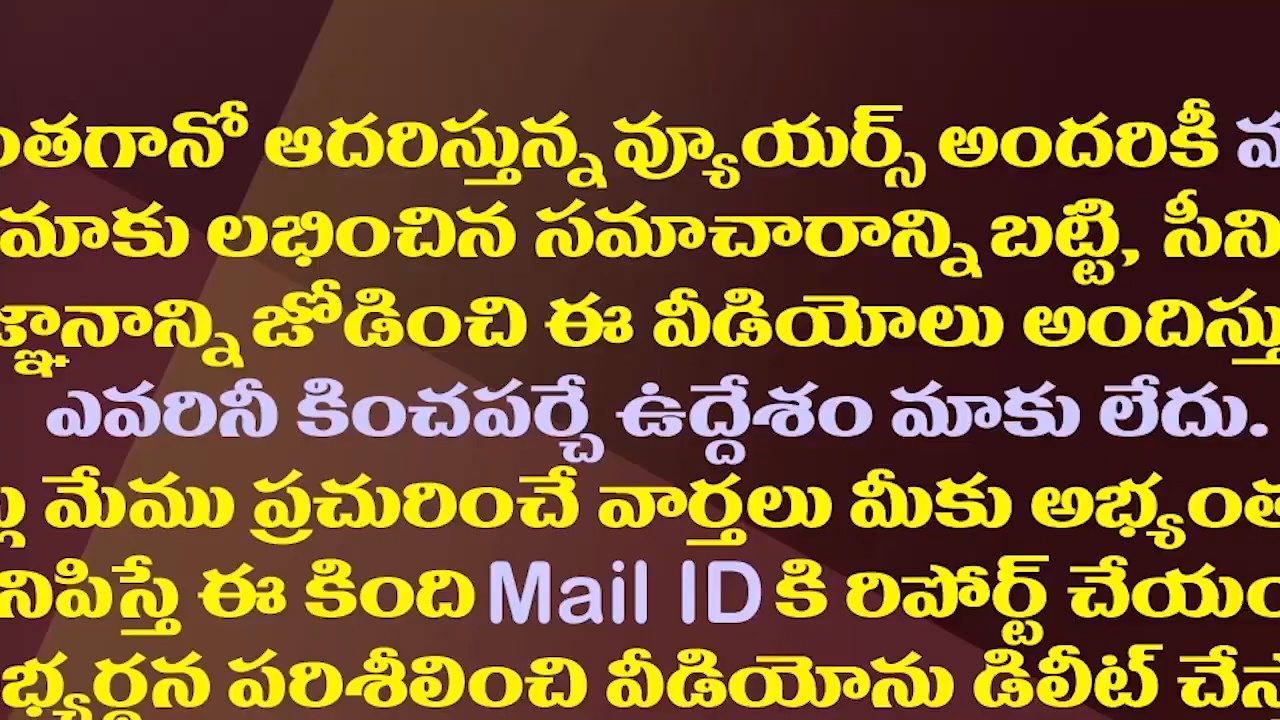 ఆదరిస్తున్న వ్యూయర్స్ అందరికీ
మాకు లభించిన సమాచారాన్ని బట్టి,
జోడించి ఈ వీడియోలు
ఎవరినీ కించపర్చే ఉద్దేశం మాకు లేదు.
మేము ప్రచురించే వార్తలు మీకు
ఈ కింది Mail ID కి రిపోర్ట్
పరిశీలించి వీడియోను డిలీట్